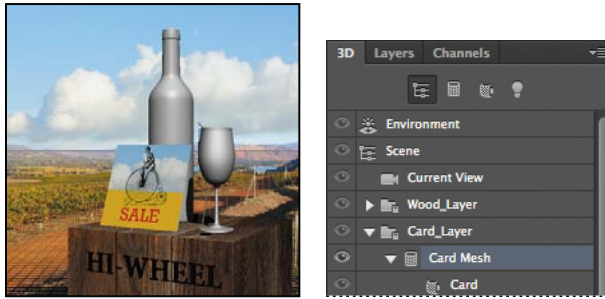 SALE
HI-WHEEL
3D Layers Channels
Environment
Scene
Current View
Wood_Layer
Card_Layer
Card Mesh
Card